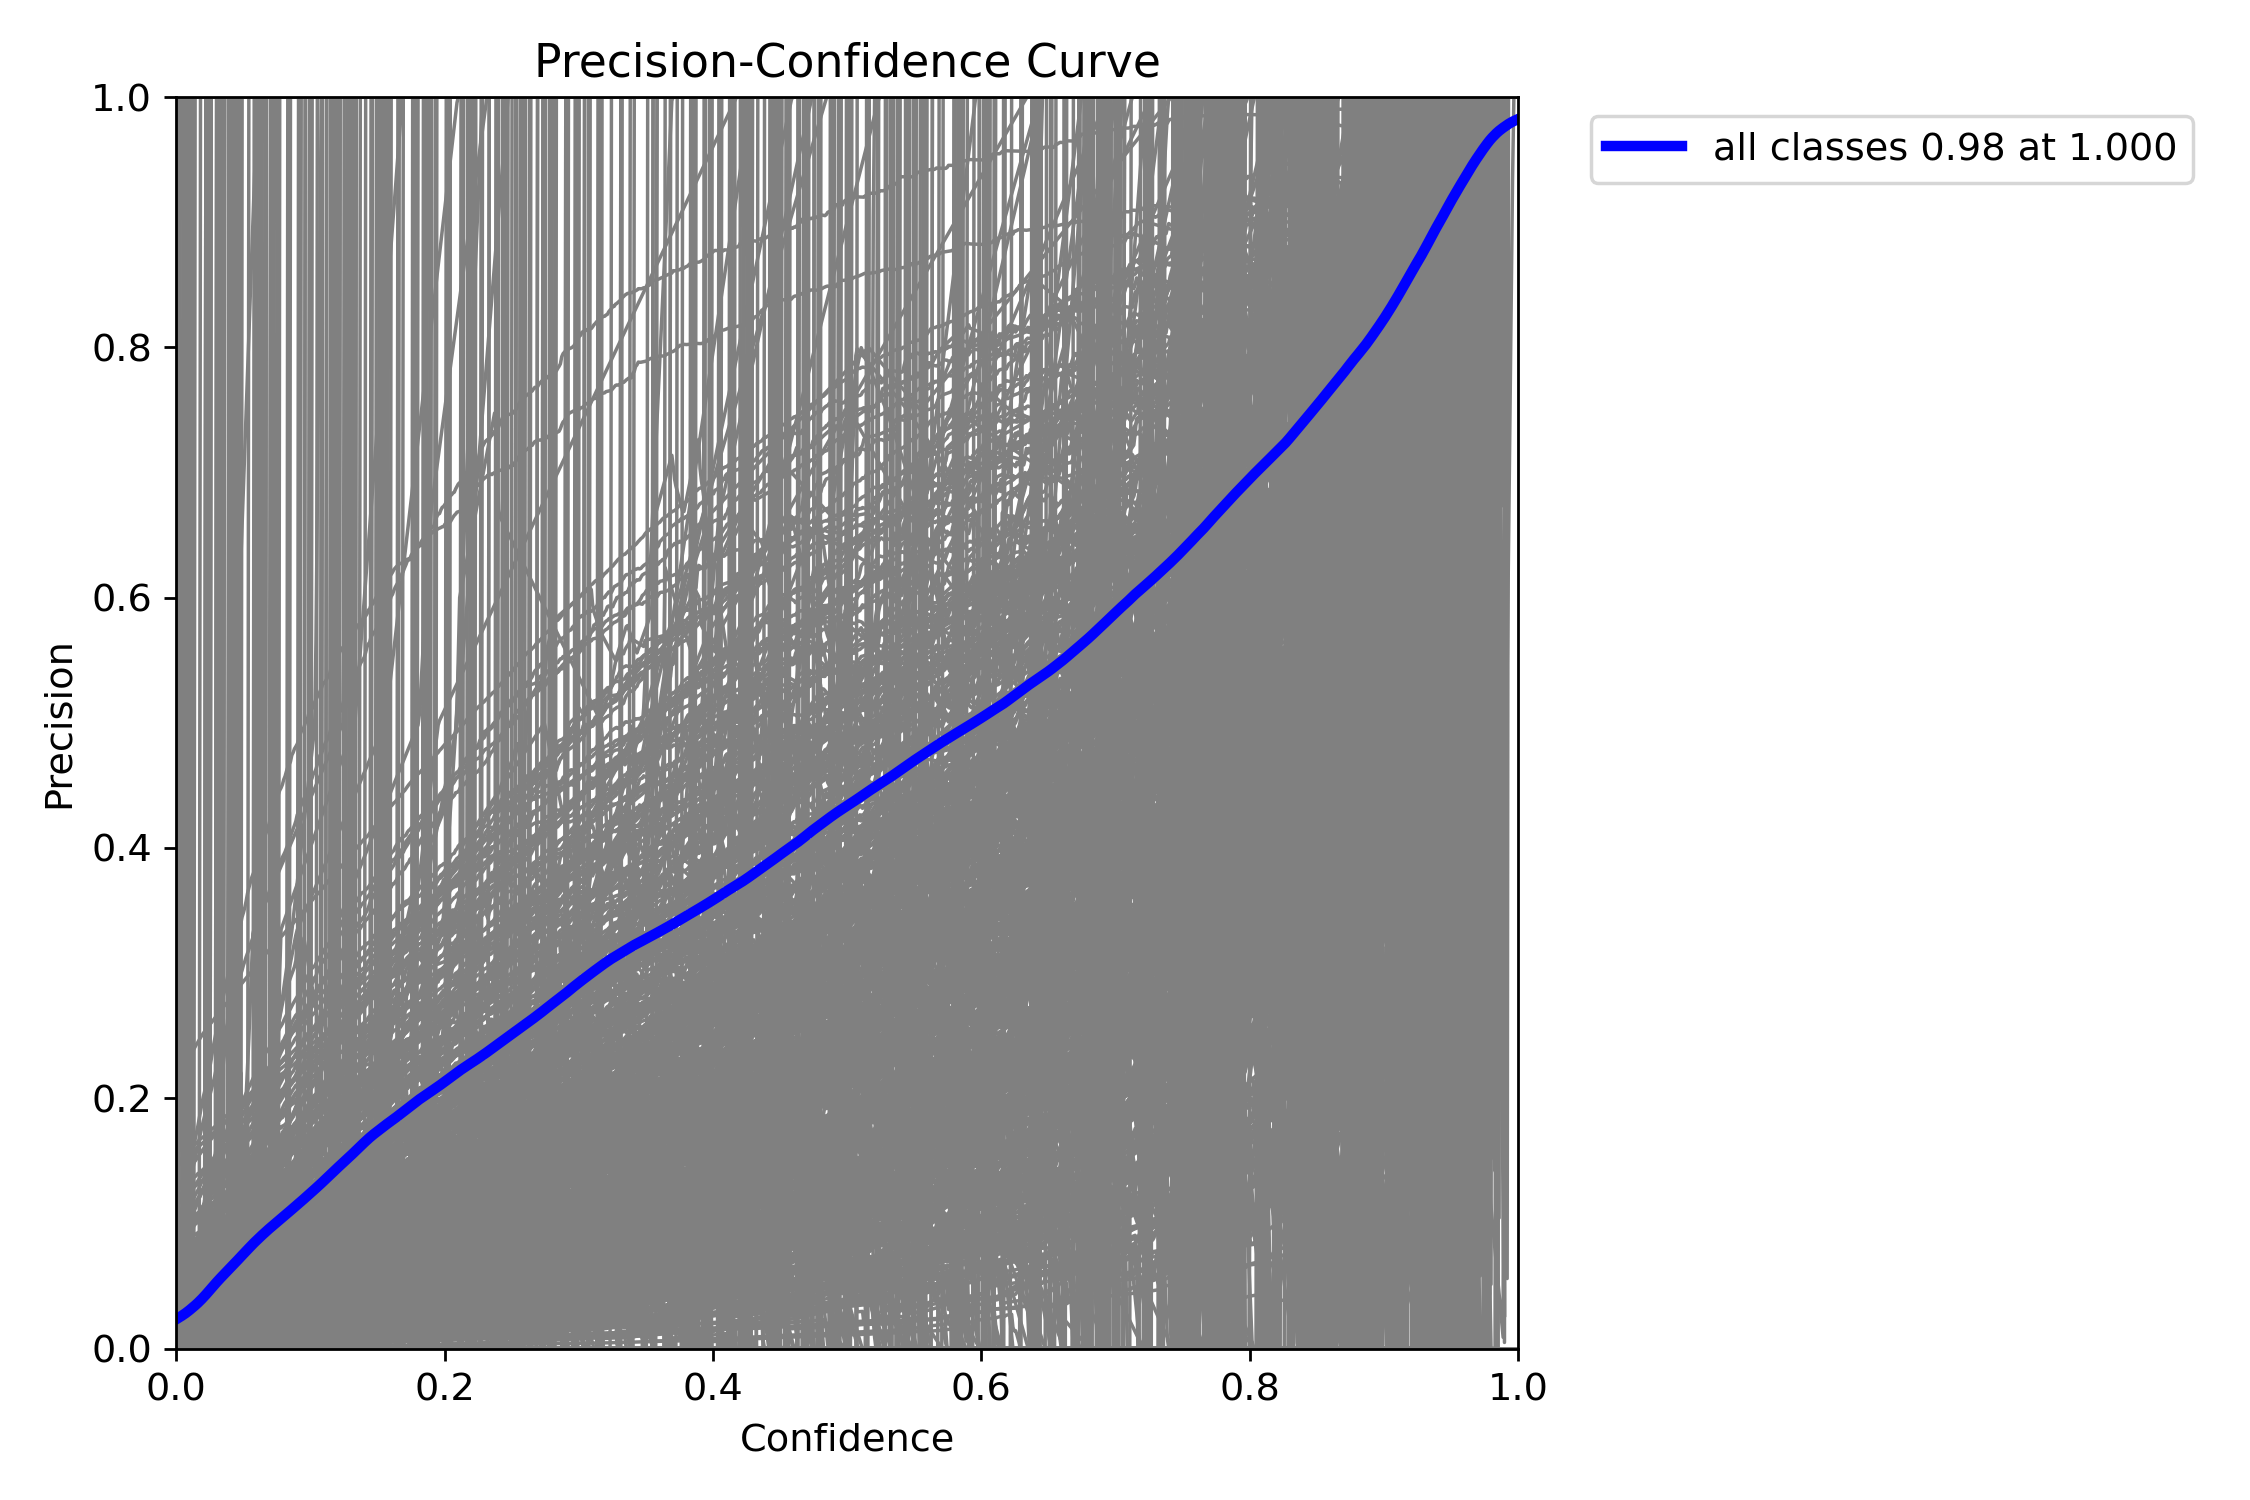 Precision-Confidence Curve
all classes 0.98 at 1.000
Precision
1.0
0.8
0.6
0.4
0.2
0.0
0.0 0.2 0.4 0.6 0.8 1.0
Confidence